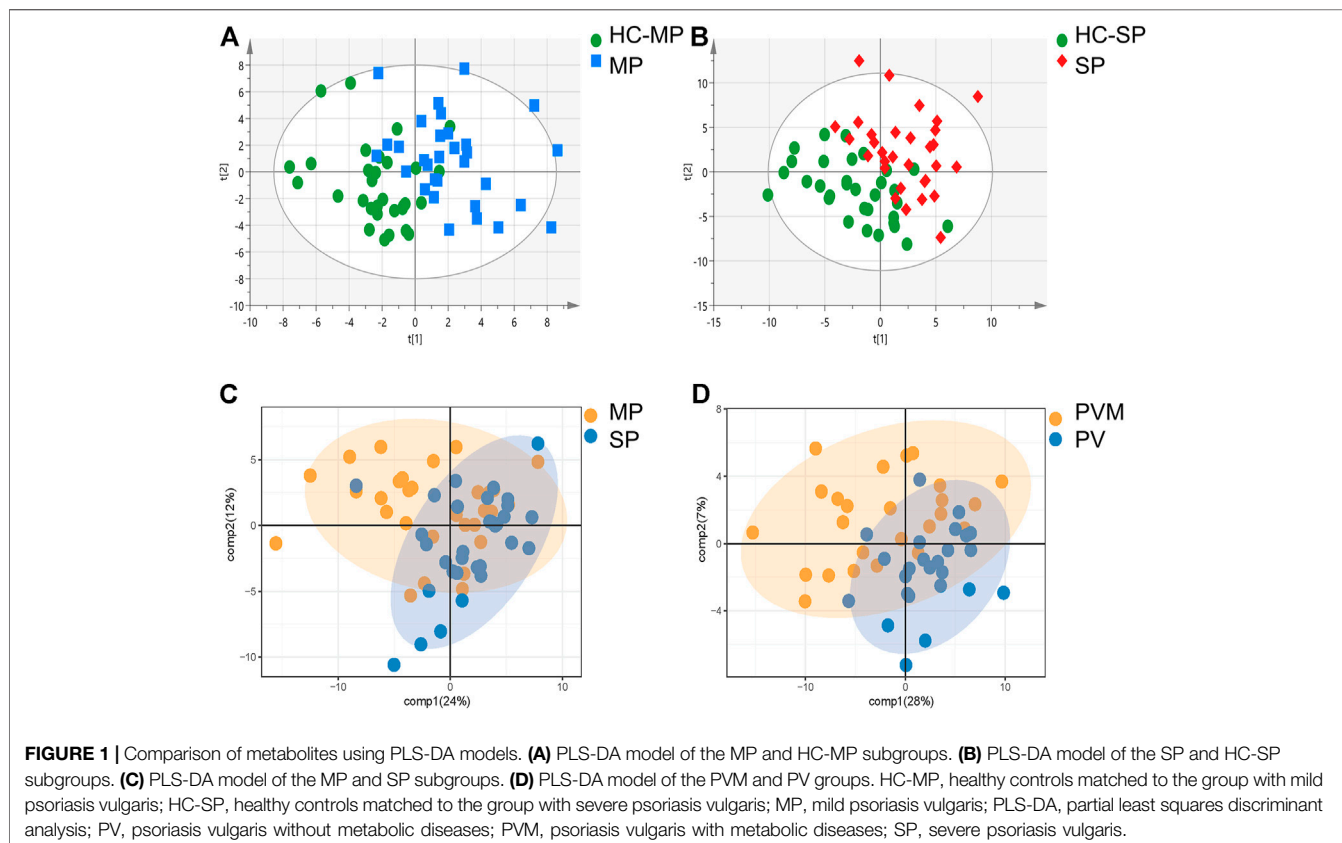 A
HC-MP
MP
8
6
4
2
0
-2
-4
-6
-8
-10
t[2]
-10 -8 -6 -4 -2 0 2 4 6 8
t[1]
B
HC-SP
SP
10
5
0
-5
-10
-15
t[2]
-15 -10 -5 0 5 10
t[1]
C
MP
SP
5
0
−5
−10
comp2(12%)
−10 0 10
comp1(24%)
D
PVM
PV
8
4
0
−4
comp2(7%)
−10 0 10
comp1(28%)
FIGURE 1 | Comparison of metabolites using PLS-DA models. (A) PLS-DA model of the MP and HC-MP subgroups. (B) PLS-DA model of the SP and HC-SP
subgroups. (C) PLS-DA model of the MP and SP subgroups. (D) PLS-DA model of the PVM and PV groups. HC-MP, healthy controls matched to the group with mild
psoriasis vulgaris; HC-SP, healthy controls matched to the group with severe psoriasis vulgaris; MP, mild psoriasis vulgaris; PLS-DA, partial least squares discriminant
analysis; PV, psoriasis vulgaris without metabolic diseases; PVM, psoriasis vulgaris with metabolic diseases; SP, severe psoriasis vulgaris.